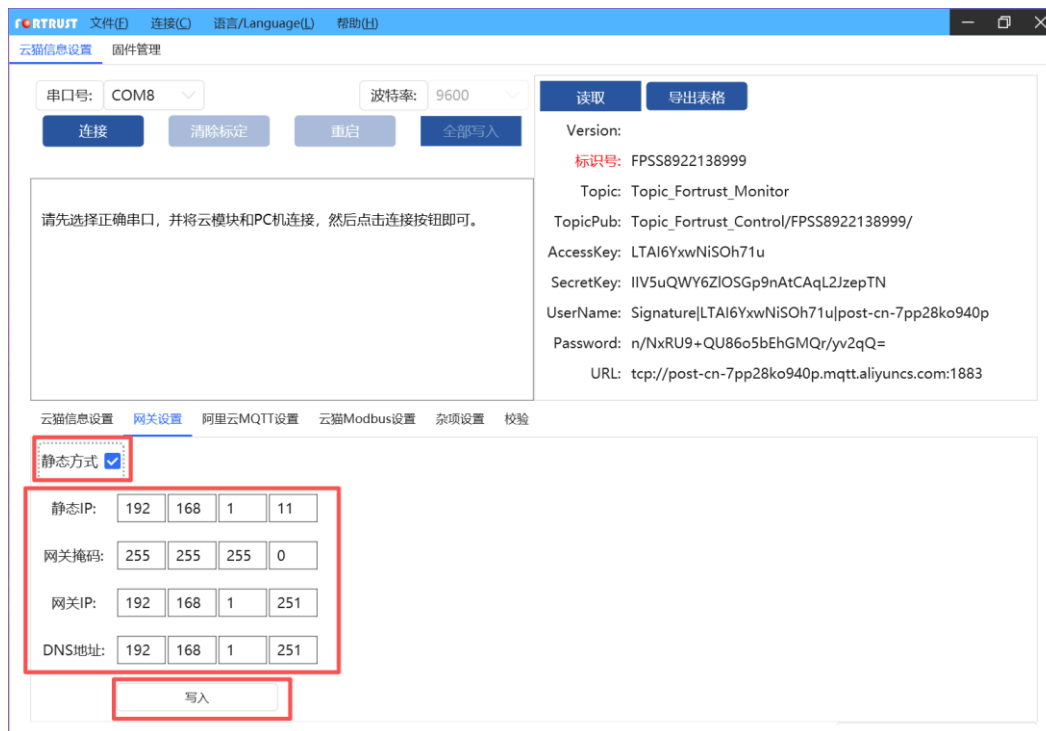 FORTRUST 文件(F) 连接(C) 语言/Language(L) 帮助(H)
云猫信息设置 固件管理
串口号: COM8 波特率: 9600
连接 清除标定 重启 全部写入
请先选择正确串口，并将云模块和PC机连接，然后点击连接按钮即可。
读取 导出表格
Version:
标识号: FPSS8922138999
Topic: Topic_Fortrust_Monitor
TopicPub: Topic_Fortrust_Control/FPSS8922138999/
AccessKey: LTAI6YxwNiSOh71u
SecretKey: IIV5uQWY6ZlOSGp9nAtCAqL2JzepTN
UserName: Signature|LTAI6YxwNiSOh71u|post-cn-7pp28ko940p
Password: n/NxRU9+QU86o5bEhGMQr/yv2qQ=
URL: tcp://post-cn-7pp28ko940p.mqtt.aliyuncs.com:1883
云猫信息设置 网关设置 阿里云MQTT设置 云猫Modbus设置 杂项设置 校验
静态方式
静态IP: 192 168 1 11
网关掩码: 255 255 255 0
网关IP: 192 168 1 251
DNS地址: 192 168 1 251
写入